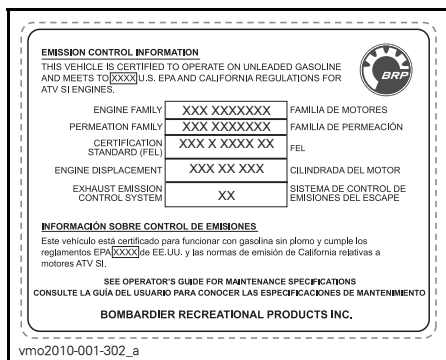 EMISSION CONTROL INFORMATION
THIS VEHICLE IS CERTIFIED TO OPERATE ON UNLEADED GASOLINE
AND MEETS TO XXXX U.S. EPA AND CALIFORNIA REGULATIONS FOR
ATV SI ENGINES.
BRP
ENGINE FAMILY XXX XXXXXXX FAMILIA DE MOTORES
PERMEATION FAMILY XXX XXXXXXX FAMILIA DE PERMEACIÓN
CERTIFICATION
STANDARD (FEL) XXX X XXXX XX FEL
ENGINE DISPLACEMENT XXX XX XXX CILINDRADA DEL MOTOR
EXHAUST EMISSION
CONTROL SYSTEM XX SISTEMA DE CONTROL DE
EMISIONES DEL ESCAPE
INFORMACIÓN SOBRE CONTROL DE EMISIONES
Este vehículo está certificado para funcionar con gasolina sin plomo y cumple los
reglamentos EPA XXXX de EE.UU. y las normas de emisión de California relativas a
motores ATV SI.
SEE OPERATOR'S GUIDE FOR MAINTENANCE SPECIFICATIONS
CONSULTE LA GUÍA DEL USUARIO PARA CONOCER LAS ESPECIFICACIONES DE MANTENIMIENTO
BOMBARDIER RECREATIONAL PRODUCTS INC.
vmo2010-001-302_a